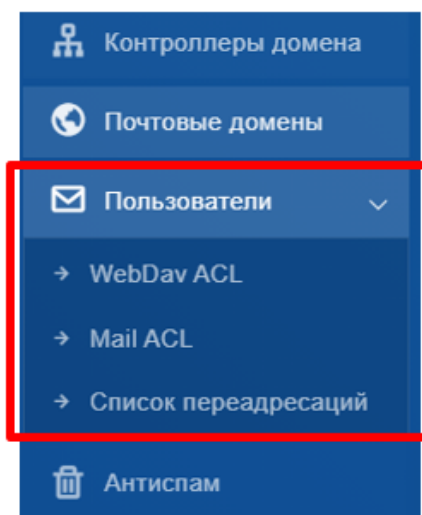 Контроллеры домена
Почтовые домены
Пользователи
WebDav ACL
Mail ACL
Список переадресаций
Антиспам